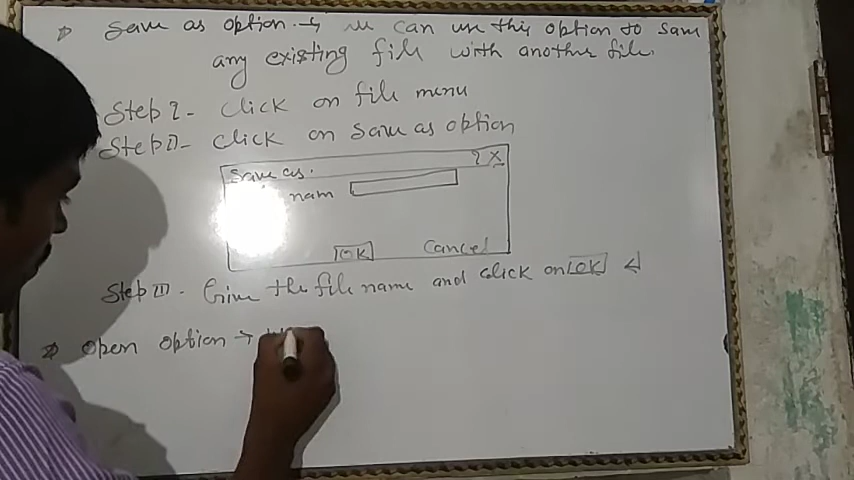 Save as option → we can use this option to save
any existing file with another file.
Step I - Click on file menu
Step II - Click on Save as option
Save as. ? X
nam
OK Cancel
Step III - Give the file name and click on OK
Open option →